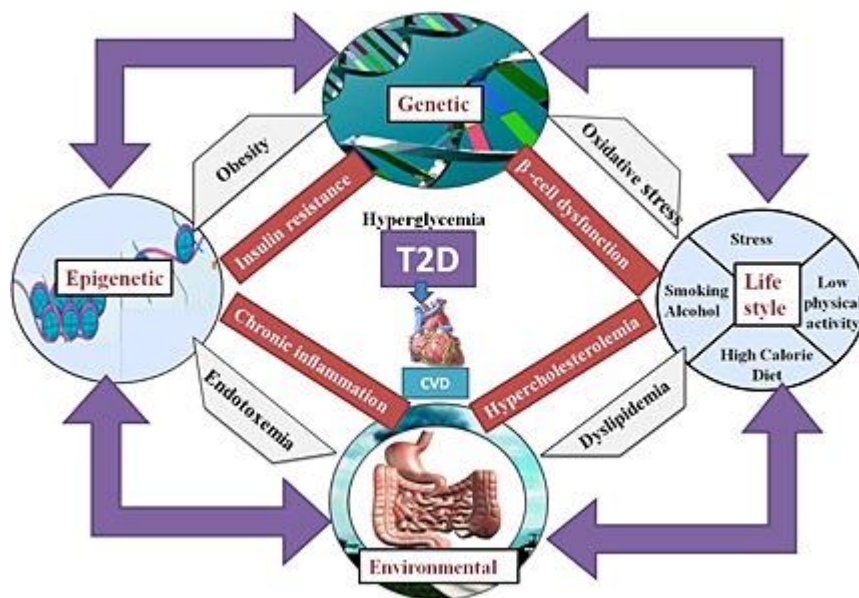 Genetic
Obesity
Oxidative stress
Insulin resistance
β-cell dysfunction
Hyperglycemia
T2D
Epigenetic
Stress
Smoking
Alcohol
Life
style
Low
physical
activity
High Calorie
Diet
Chronic inflammation
Hypercholesterolemia
CVD
Endotoxemia
Dyslipidemia
Environmental